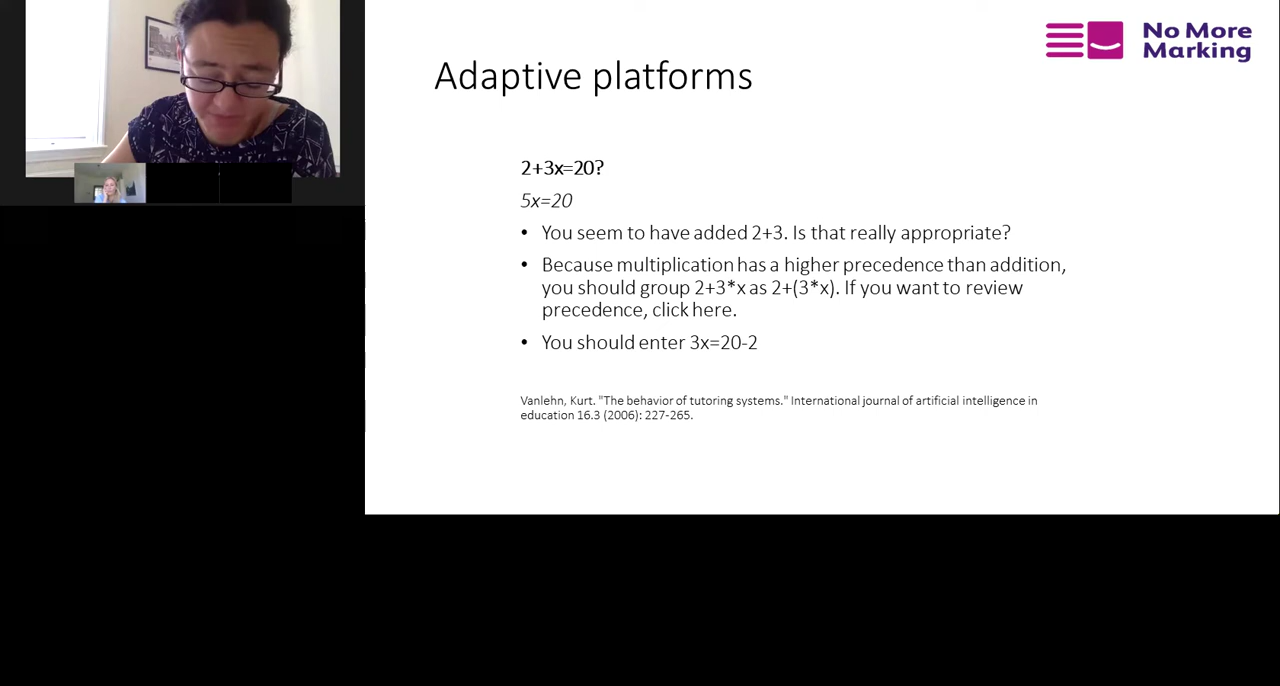 No More
Marking
Adaptive platforms
2+3x=20?
5x=20
• You seem to have added 2+3. Is that really appropriate?
• Because multiplication has a higher precedence than addition,
you should group 2+3*x as 2+(3*x). If you want to review
precedence, click here.
• You should enter 3x=20-2
Vanlehn, Kurt. "The behavior of tutoring systems." International journal of artificial intelligence in
education 16.3 (2006): 227-265.